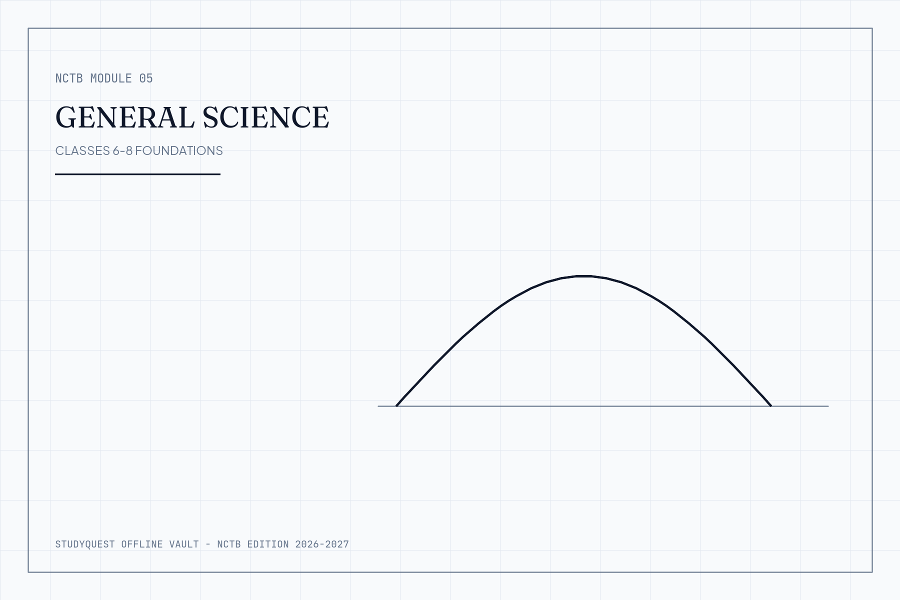 NCTB MODULE 05
GENERAL SCIENCE
CLASSES 6–8 FOUNDATIONS
STUDYQUEST OFFLINE VAULT - NCTB EDITION 2026-2027